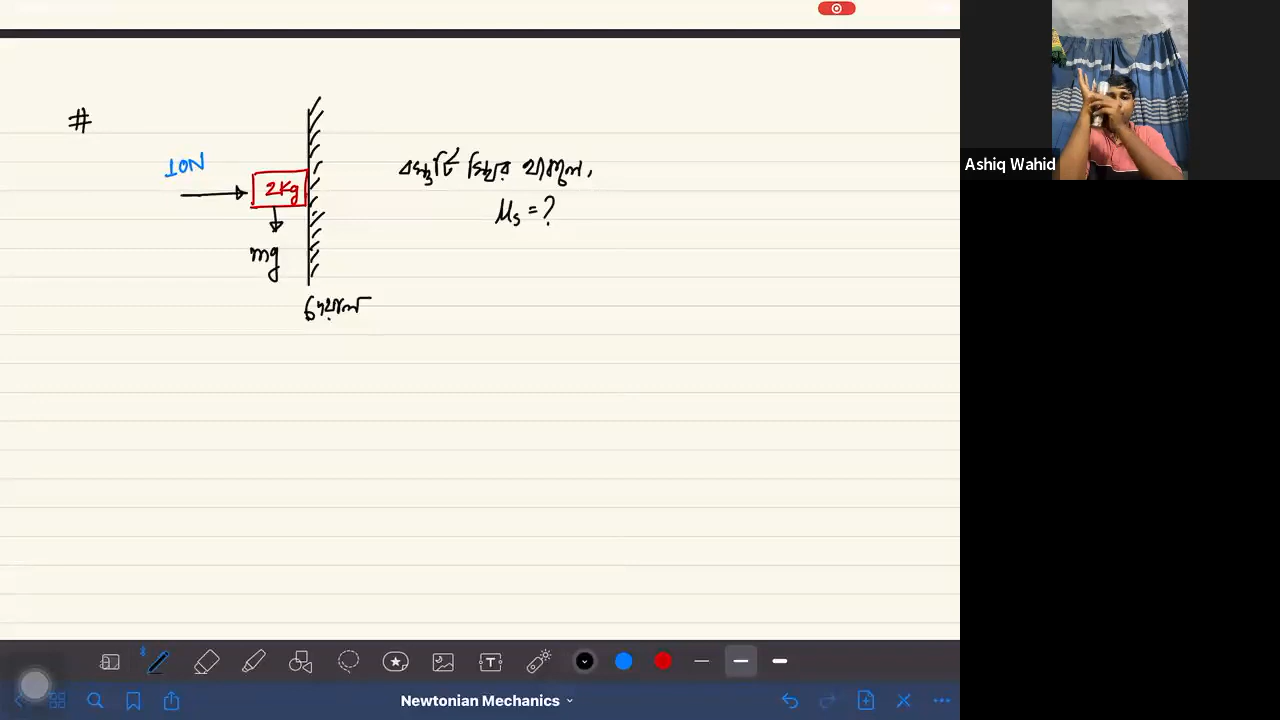 #
10N
2Kg
mg
দেয়াল
বস্তুটি স্থির থাকলে,
μs = ?
Ashiq Wahid
Newtonian Mechanics